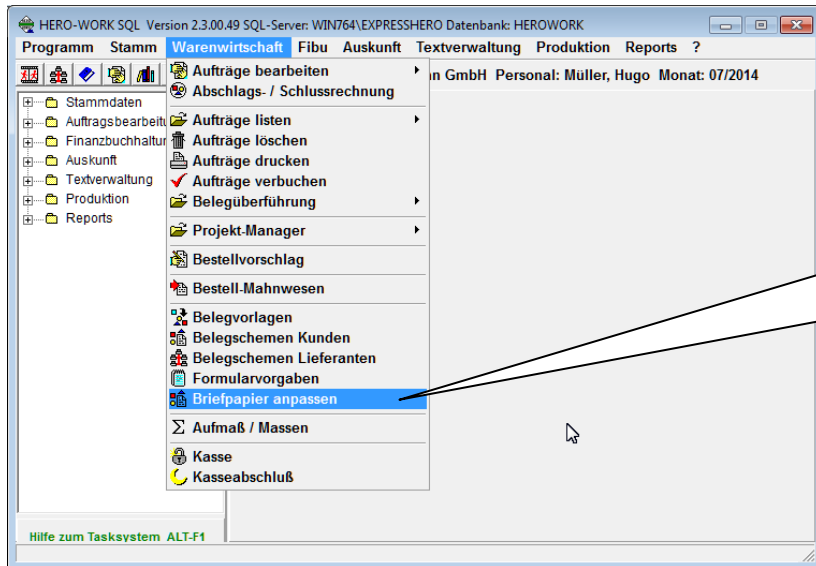 HERO-WORK SQL Version 2.3.00.49 SQL-Server: WIN764\EXPRESSHERO Datenbank: HEROWORK
Programm Stamm Warenwirtschaft Fibu Auskunft Textverwaltung Produktion Reports ?
nn GmbH Personal: Müller, Hugo Monat: 07/2014
Stammdaten
Auftragsbearbeitu
Finanzbuchhaltun
Auskunft
Textverwaltung
Produktion
Reports
Aufträge bearbeiten
Abschlags- / Schlussrechnung
Aufträge listen
Aufträge löschen
Aufträge drucken
Aufträge verbuchen
Belegüberführung
Projekt-Manager
Bestellvorschlag
Bestell-Mahnwesen
Belegvorlagen
Belegschemen Kunden
Belegschemen Lieferanten
Formularvorgaben
Briefpapier anpassen
Aufmaß / Massen
Kasse
Kasseabschluß
Hilfe zum Tasksystem ALT-F1